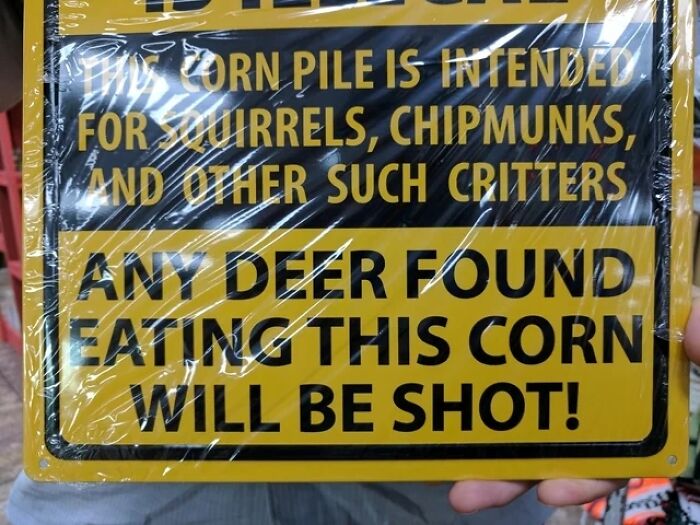 THIS CORN PILE IS INTENDED
FOR SQUIRRELS, CHIPMUNKS,
AND OTHER SUCH CRITTERS
ANY DEER FOUND
EATING THIS CORN
WILL BE SHOT!